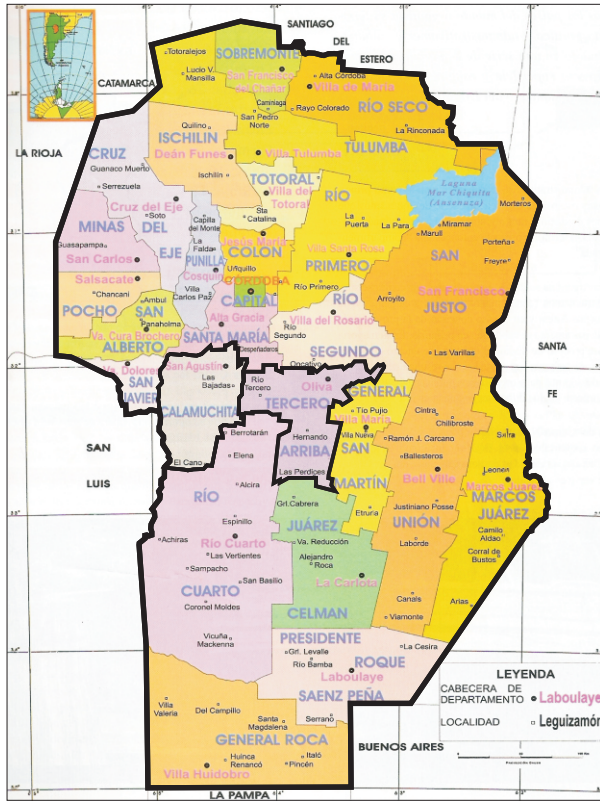 SANTIAGO
DEL
ESTERO
CATAMARCA
LA RIOJA
SAN
LUIS
SANTA
FE
BUENOS AIRES
LA PAMPA
Totoralejos
SOBREMONTE
Lucio V.
Mansilla
San Francisco
del Chañar
Alta Córdoba
Villa de María
Caminiaga
Rayo Colorado
RÍO SECO
San Pedro
Norte
La Rinconada
ISCHILIN
Quilino
Deán Funes
Villa Tulumba
TULUMBA
Ischilín
CRUZ
Guanaco Muerto
Serrezuela
Cruz del Eje
Soto
DEL
EJE
TOTORAL
Villa del
Totoral
Sta
Catalina
RÍO
La
Puerta
La Para
Laguna
Mar Chiquita
(Ansenuza)
Morteros
Miramar
Marull
Porteña
Freyre
MINAS
Guasapampa
San Carlos
Capilla
del Monte
La
Falda
PUNILLA
Cosquín
Jesús María
COLÓN
Unquillo
Villa Santa Rosa
PRIMERO
Río Primero
SAN
San Francisco
JUSTO
Arroyito
Las Varillas
Salsacate
Chancaní
POCHO
Ambul
SAN
Panaholma
Va. Cura Brochero
ALBERTO
Villa
Carlos Paz
CÓRDOBA
CAPITAL
Alta Gracia
SANTA MARÍA
Despeñaderos
RÍO
Villa del Rosario
Río
Segundo
SEGUNDO
Oncativo
Va. Dolores
SAN
JAVIER
San Agustín
Las
Bajadas
CALAMUCHITA
El Cano
Río
Tercero
Oliva
TERCERO
Hernando
ARRIBA
Las Perdices
GENERAL
Tío Pujio
Villa María
Villa Nueva
SAN
MARTÍN
Etruria
Cintra
Chilibroste
Ramón J. Carcano
Ballesteros
Bell Ville
Justiniano Posse
UNIÓN
Laborde
Canals
Viamonte
Saira
Leones
Marcos Juárez
MARCOS
JUÁREZ
Camilo
Aldao
Corral de
Bustos
Arias
Berrotarán
Elena
RÍO
Alcira
Espinillo
Achiras
Río Cuarto
Las Vertientes
Sampacho
San Basilio
CUARTO
Coronel Moldes
Vicuña
Mackenna
Grl.Cabrera
JUÁREZ
Va. Reducción
Alejandro
Roca
La Carlota
CELMAN
PRESIDENTE
Grl. Levalle
Río Bamba
ROQUE
Laboulaye
La Cesira
SAENZ PEÑA
Serrano
Villa
Valeria
Del Campillo
Santa
Magdalena
GENERAL ROCA
Huinca
Renancó
Italó
Pincén
Villa Huidobro
LEYENDA
CABECERA DE
DEPARTAMENTO
Laboulaye
LOCALIDAD
Leguizamón